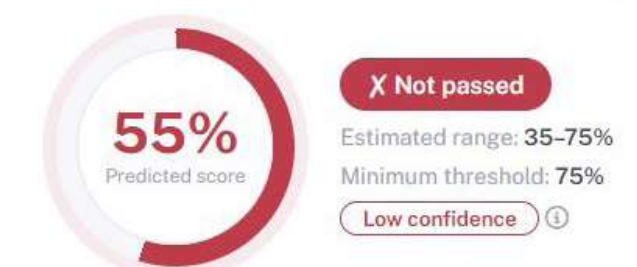 55%
Predicted score
X Not passed
Estimated range: 35–75%
Minimum threshold: 75%
Low confidence